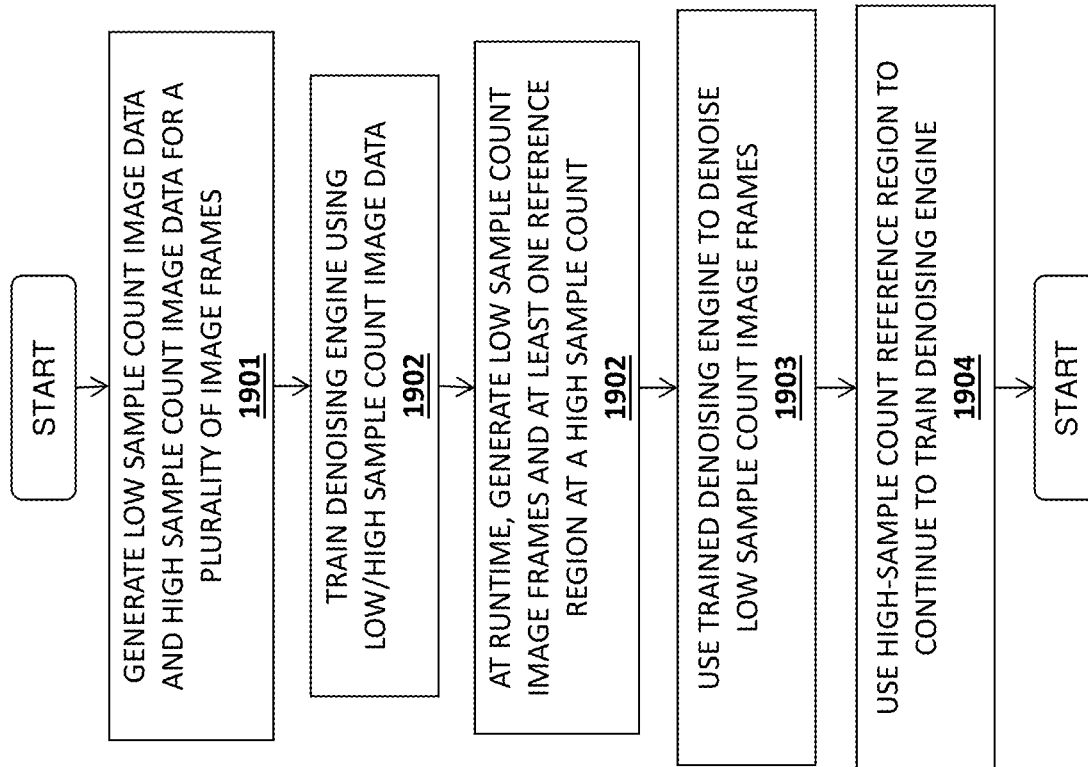 START
GENERATE LOW SAMPLE COUNT IMAGE DATA
AND HIGH SAMPLE COUNT IMAGE DATA FOR A
PLURALITY OF IMAGE FRAMES
1901
TRAIN DENOISING ENGINE USING
LOW/HIGH SAMPLE COUNT IMAGE DATA
1902
AT RUNTIME, GENERATE LOW SAMPLE COUNT
IMAGE FRAMES AND AT LEAST ONE REFERENCE
REGION AT A HIGH SAMPLE COUNT
1902
USE TRAINED DENOISING ENGINE TO DENOISE
LOW SAMPLE COUNT IMAGE FRAMES
1903
USE HIGH-SAMPLE COUNT REFERENCE REGION TO
CONTINUE TO TRAIN DENOISING ENGINE
1904
START